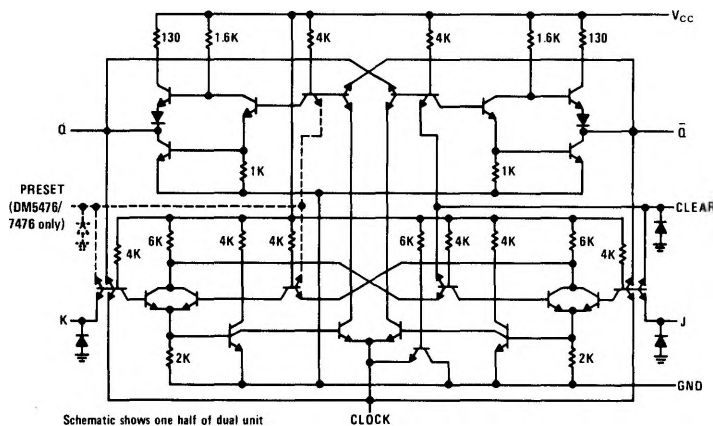 VCC
130
1.6K
4K
4K
1.6K
130
Q
Q̄
1K
1K
PRESET
(DM5476/
7476 only)
CLEAR
4K
6K
4K
4K
6K
4K
4K
6K
4K
K
J
2K
2K
GND
Schematic shows one half of dual unit
CLOCK